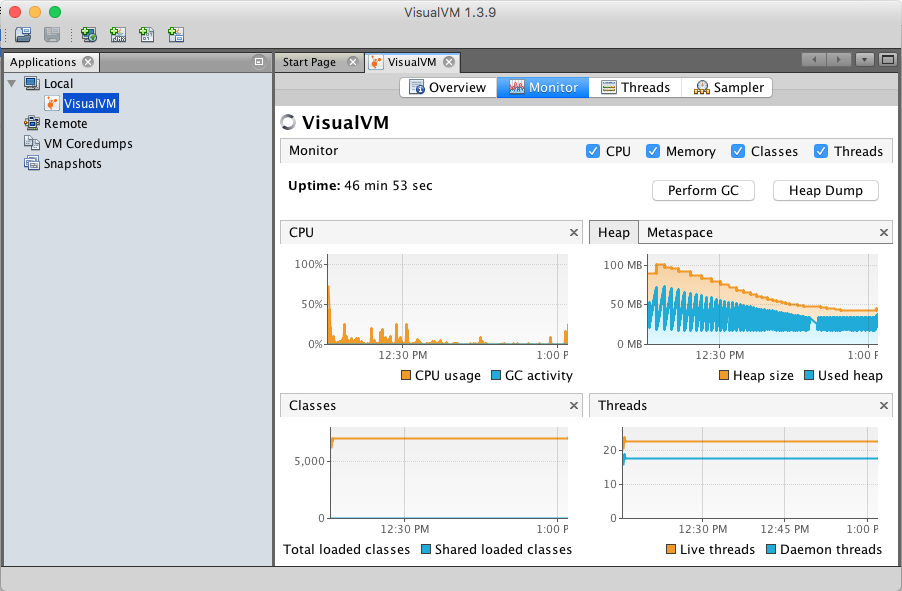 VisualVM 1.3.9
Applications
Start Page
VisualVM
Local
VisualVM
Remote
VM Coredumps
Snapshots
Overview Monitor Threads Sampler
VisualVM
Monitor CPU Memory Classes Threads
Uptime: 46 min 53 sec Perform GC Heap Dump
CPU
100%
50%
0%
12:30 PM 1:00 P
CPU usage GC activity
Heap Metaspace
100 MB
50 MB
0 MB
12:30 PM 1:00 P
Heap size Used heap
Classes
5,000
0
12:30 PM 1:00 P
Total loaded classes Shared loaded classes
Threads
20
10
0
12:30 PM 12:45 PM 1:00 P
Live threads Daemon threads